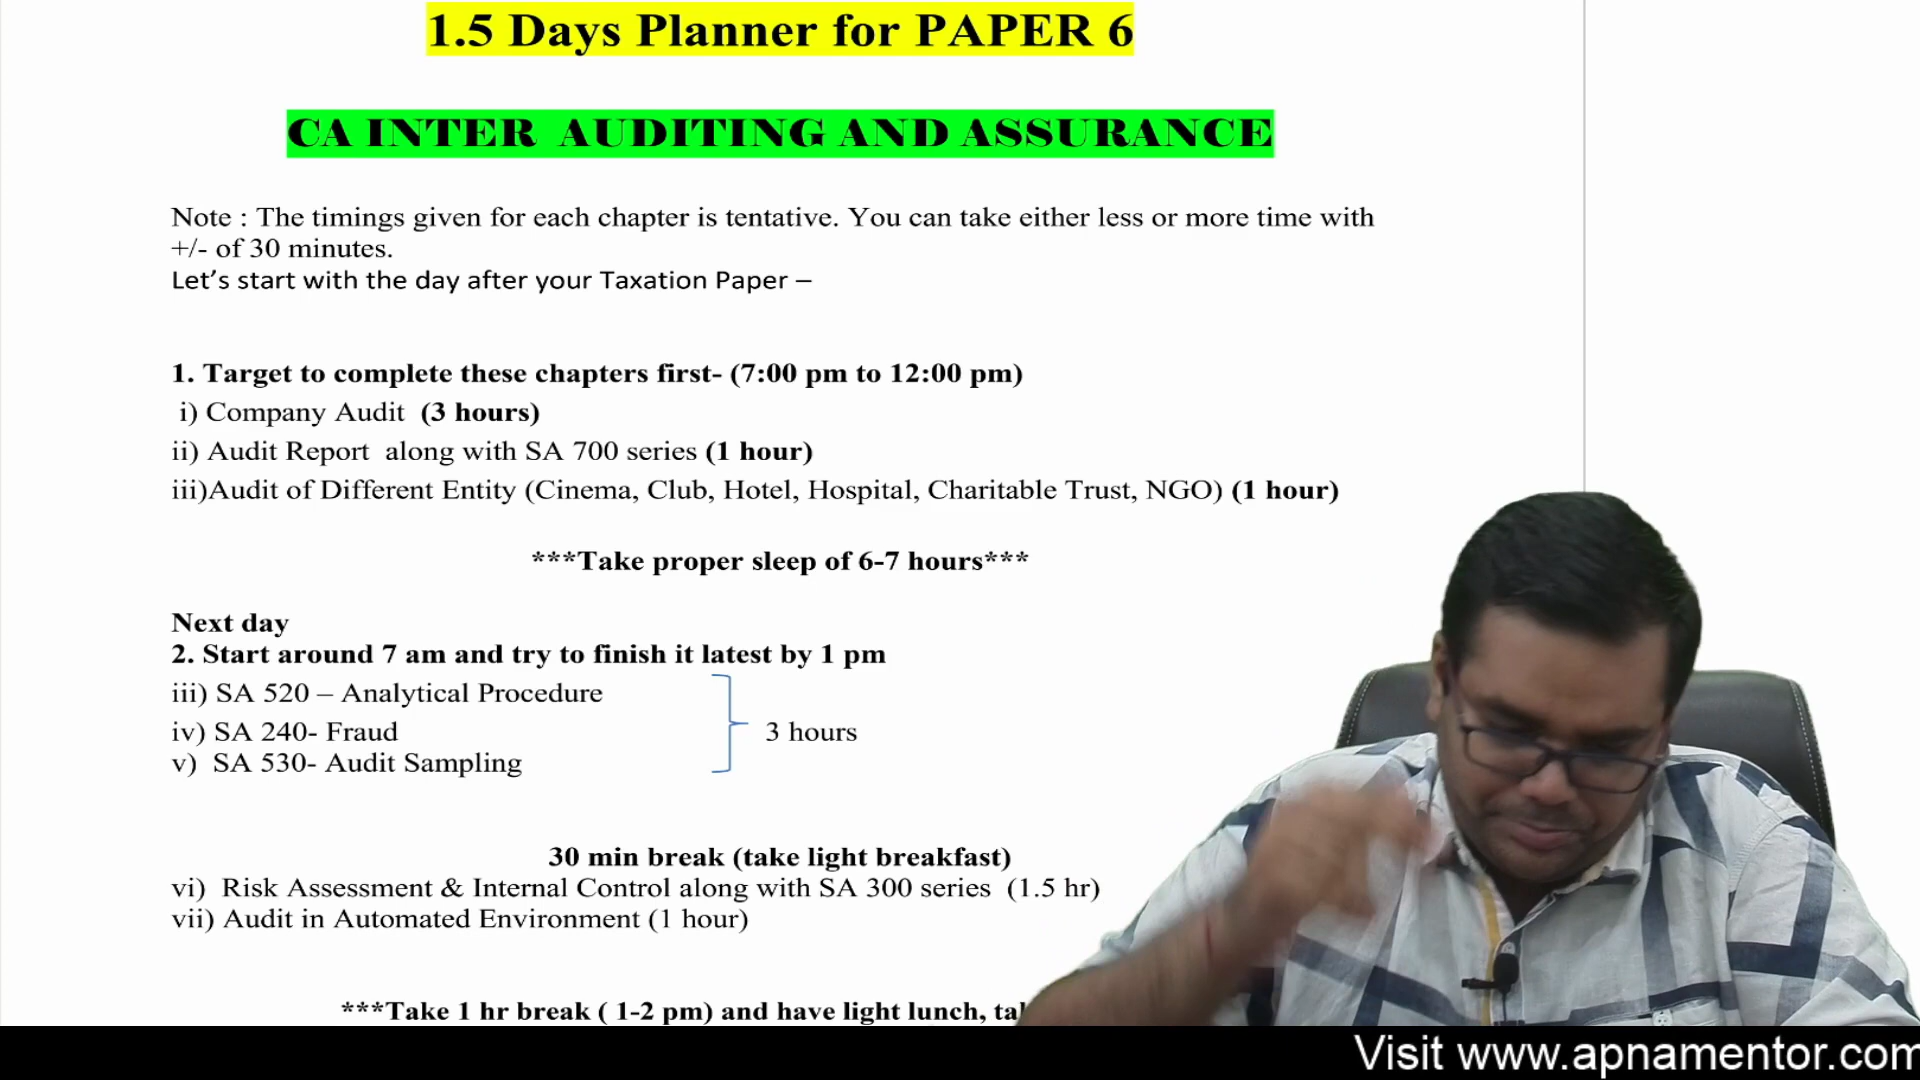 1.5 Days Planner for PAPER 6
CA INTER AUDITING AND ASSURANCE
Note : The timings given for each chapter is tentative. You can take either less or more time with
+/- of 30 minutes.
Let’s start with the day after your Taxation Paper –
1. Target to complete these chapters first- (7:00 pm to 12:00 pm)
i) Company Audit (3 hours)
ii) Audit Report along with SA 700 series (1 hour)
iii)Audit of Different Entity (Cinema, Club, Hotel, Hospital, Charitable Trust, NGO) (1 hour)
***Take proper sleep of 6-7 hours***
Next day
2. Start around 7 am and try to finish it latest by 1 pm
iii) SA 520 – Analytical Procedure
iv) SA 240- Fraud
3 hours
v) SA 530- Audit Sampling
30 min break (take light breakfast)
vi) Risk Assessment & Internal Control along with SA 300 series (1.5 hr)
vii) Audit in Automated Environment (1 hour)
***Take 1 hr break ( 1-2 pm) and have light lunch,
Visit www.apnamentor.com